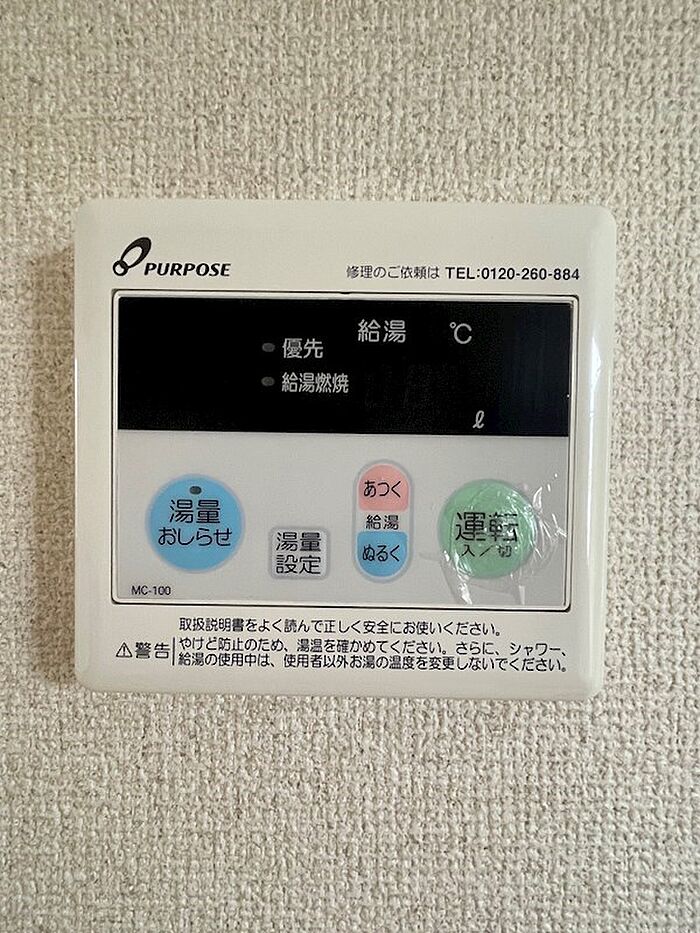 PURPOSE
修理のご依頼は TEL:0120-260-884
給湯 ℃
優先
給湯燃焼
ℓ
湯量
おしらせ
湯量
設定
あつく
給湯
ぬるく
運転
入/切
MC-100
取扱説明書をよく読んで正しく安全にお使いください。
⚠警告 やけど防止のため、湯温を確かめてください。さらに、シャワー、
給湯の使用中は、使用者以外お湯の温度を変更しないでください。